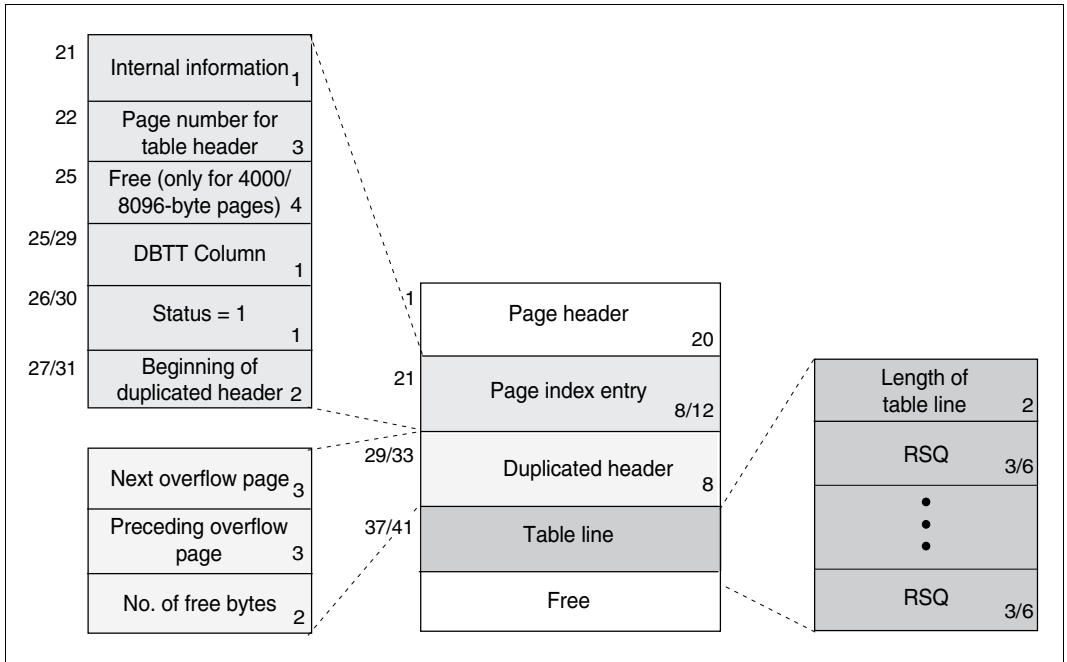 21
Internal information
1
22
Page number for
table header
3
25
Free (only for 4000/
8096-byte pages)
4
25/29
DBTT Column
1
26/30
Status = 1
1
27/31
Beginning of
duplicated header
2
Next overflow page
3
Preceding overflow
page
3
No. of free bytes
2
1
Page header
20
21
Page index entry
8/12
29/33
Duplicated header
8
37/41
Table line
Free
Length of
table line
2
RSQ
3/6
RSQ
3/6